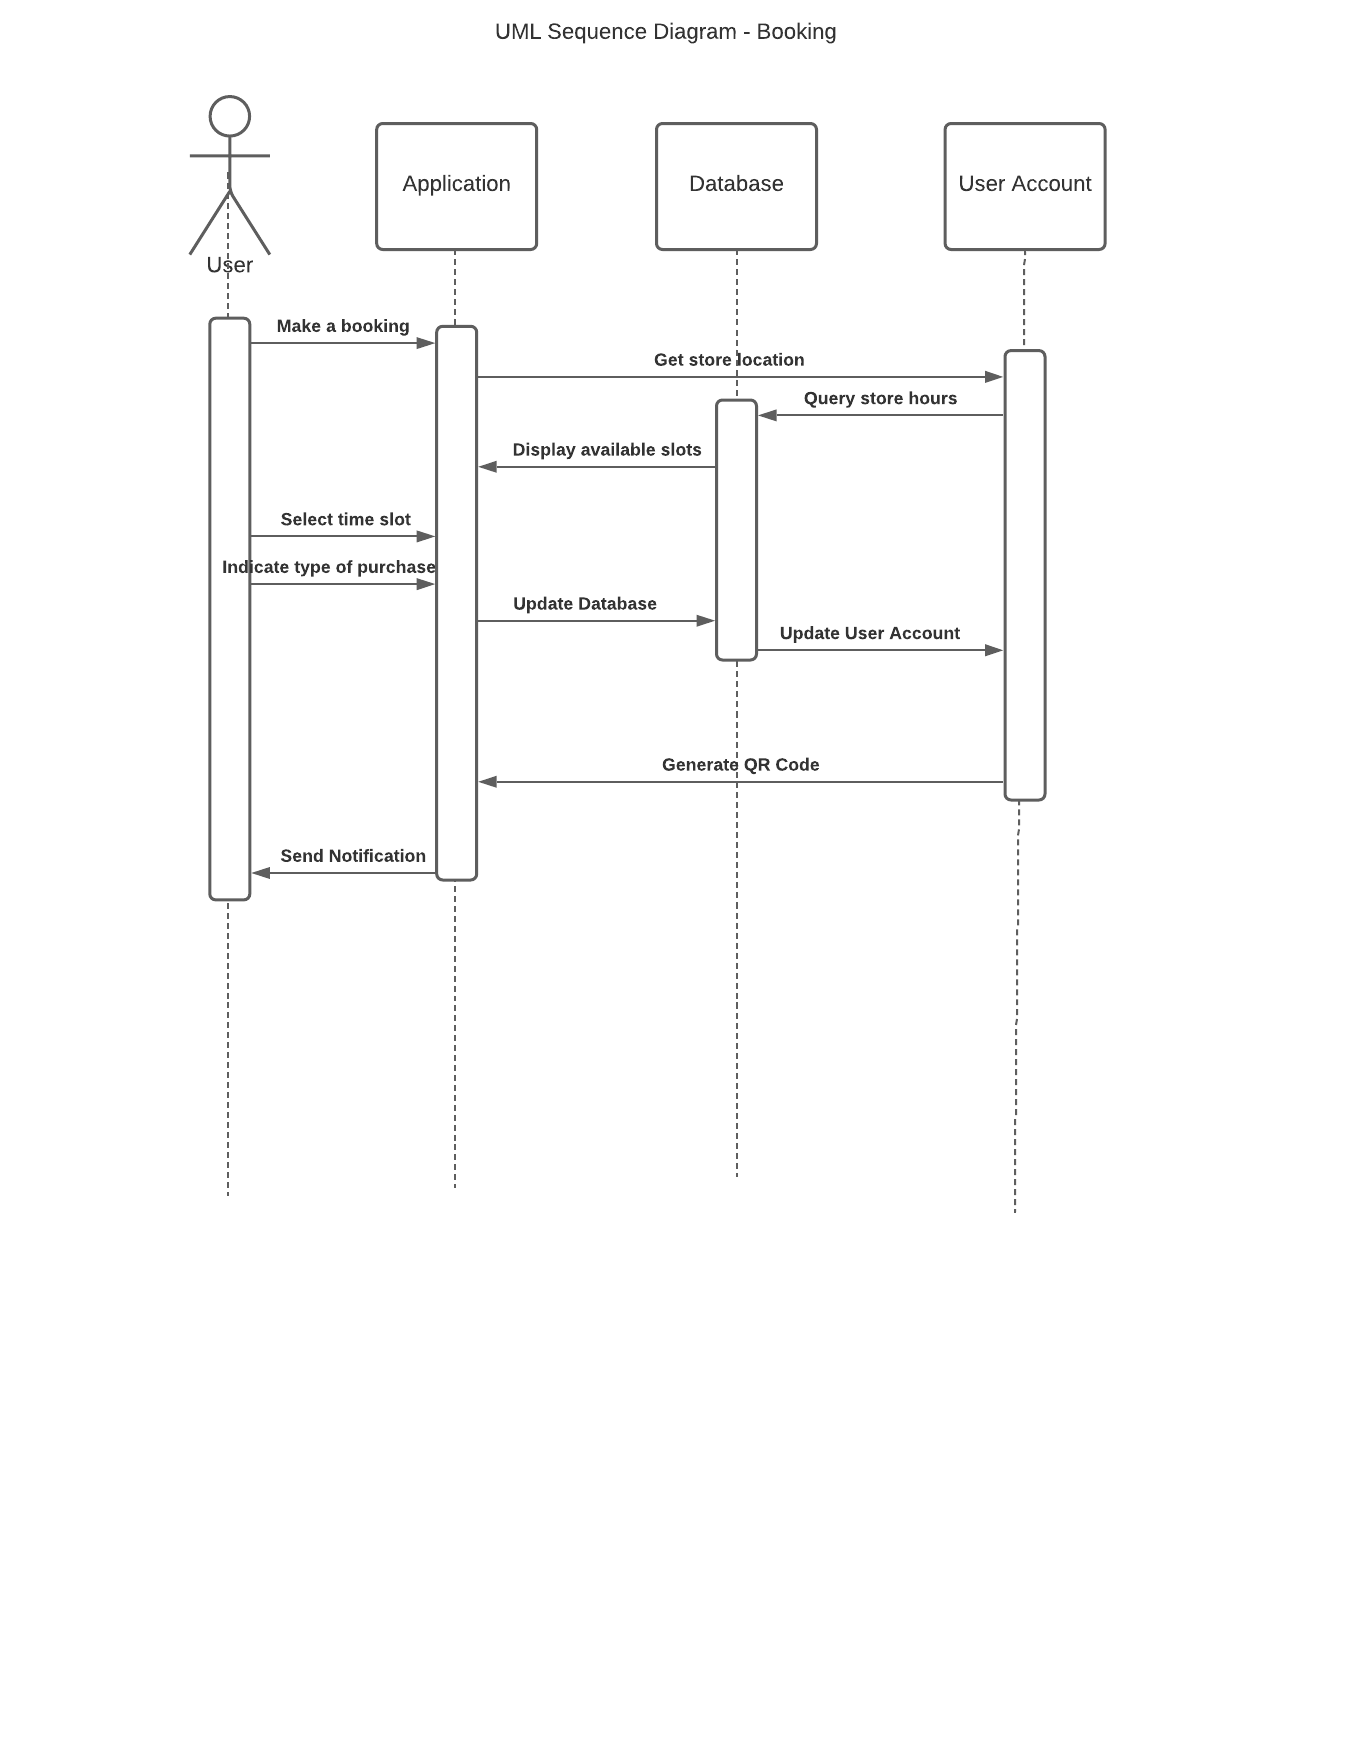 UML Sequence Diagram - Booking
User
Application
Database
User Account
Make a booking
Get store location
Query store hours
Display available slots
Select time slot
Indicate type of purchase
Update Database
Update User Account
Generate QR Code
Send Notification